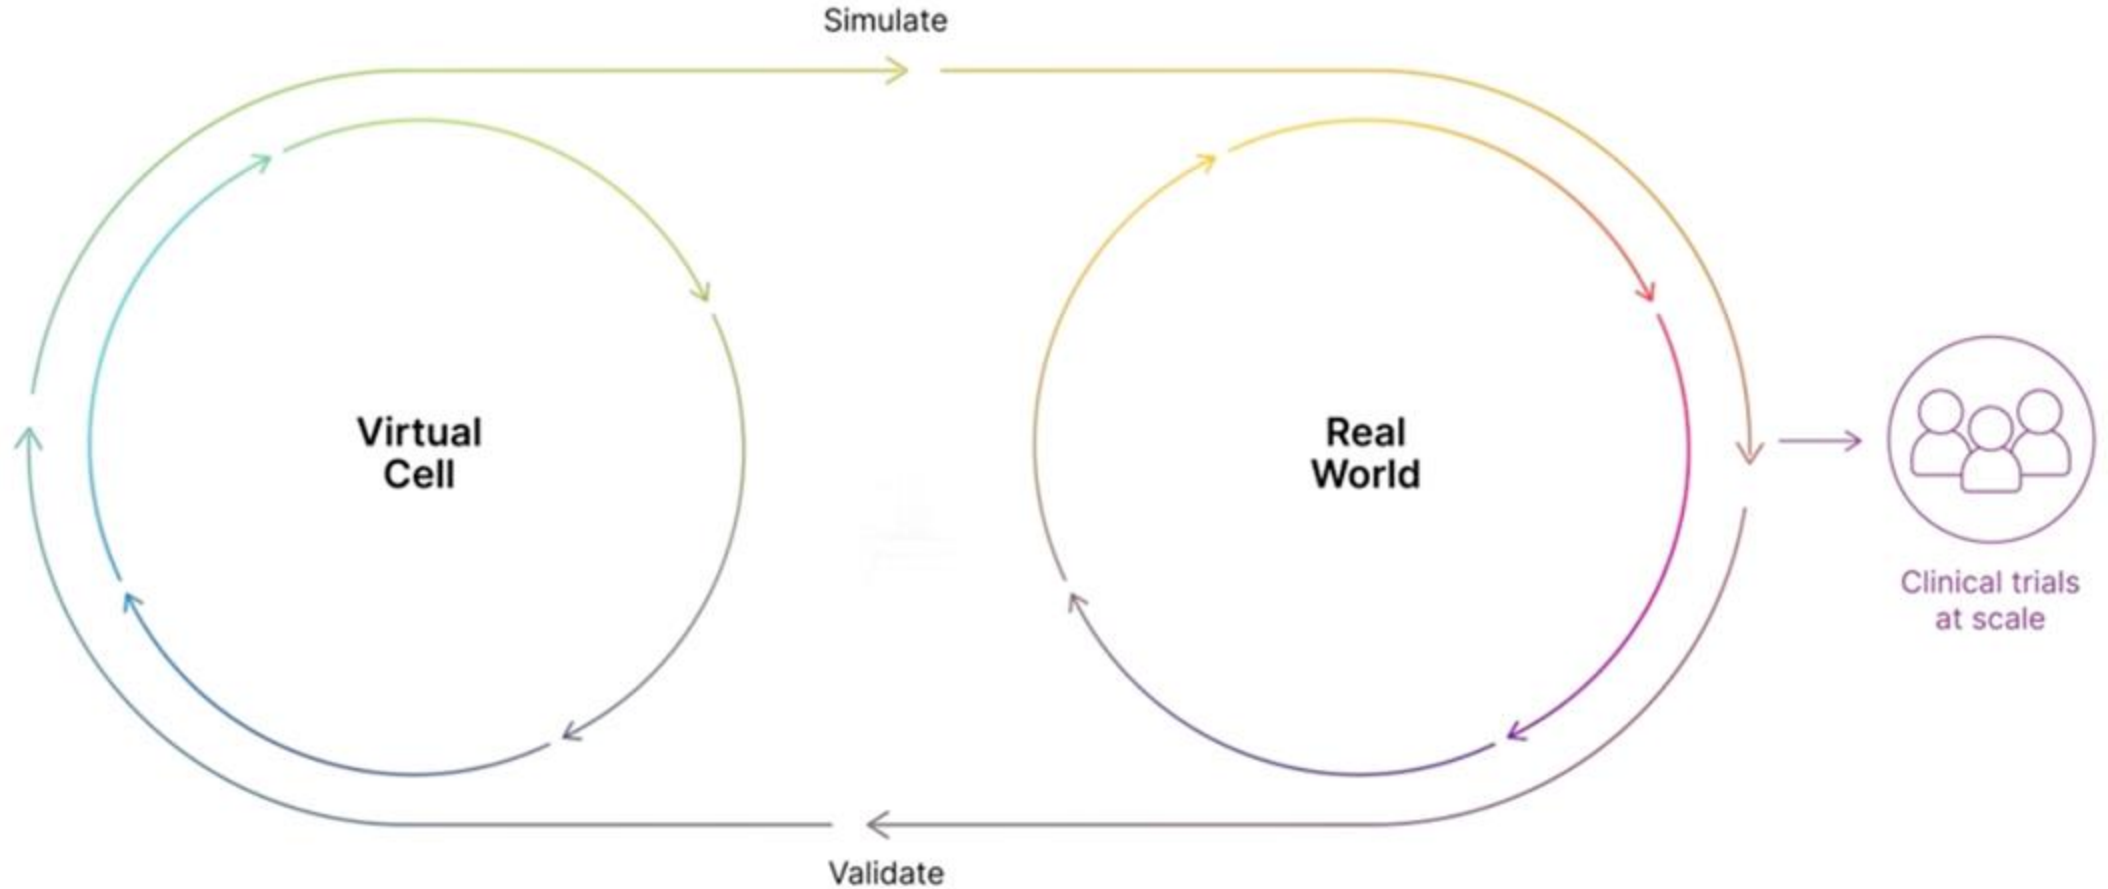 Simulate
Virtual
Cell
Real
World
Clinical trials
at scale
Validate